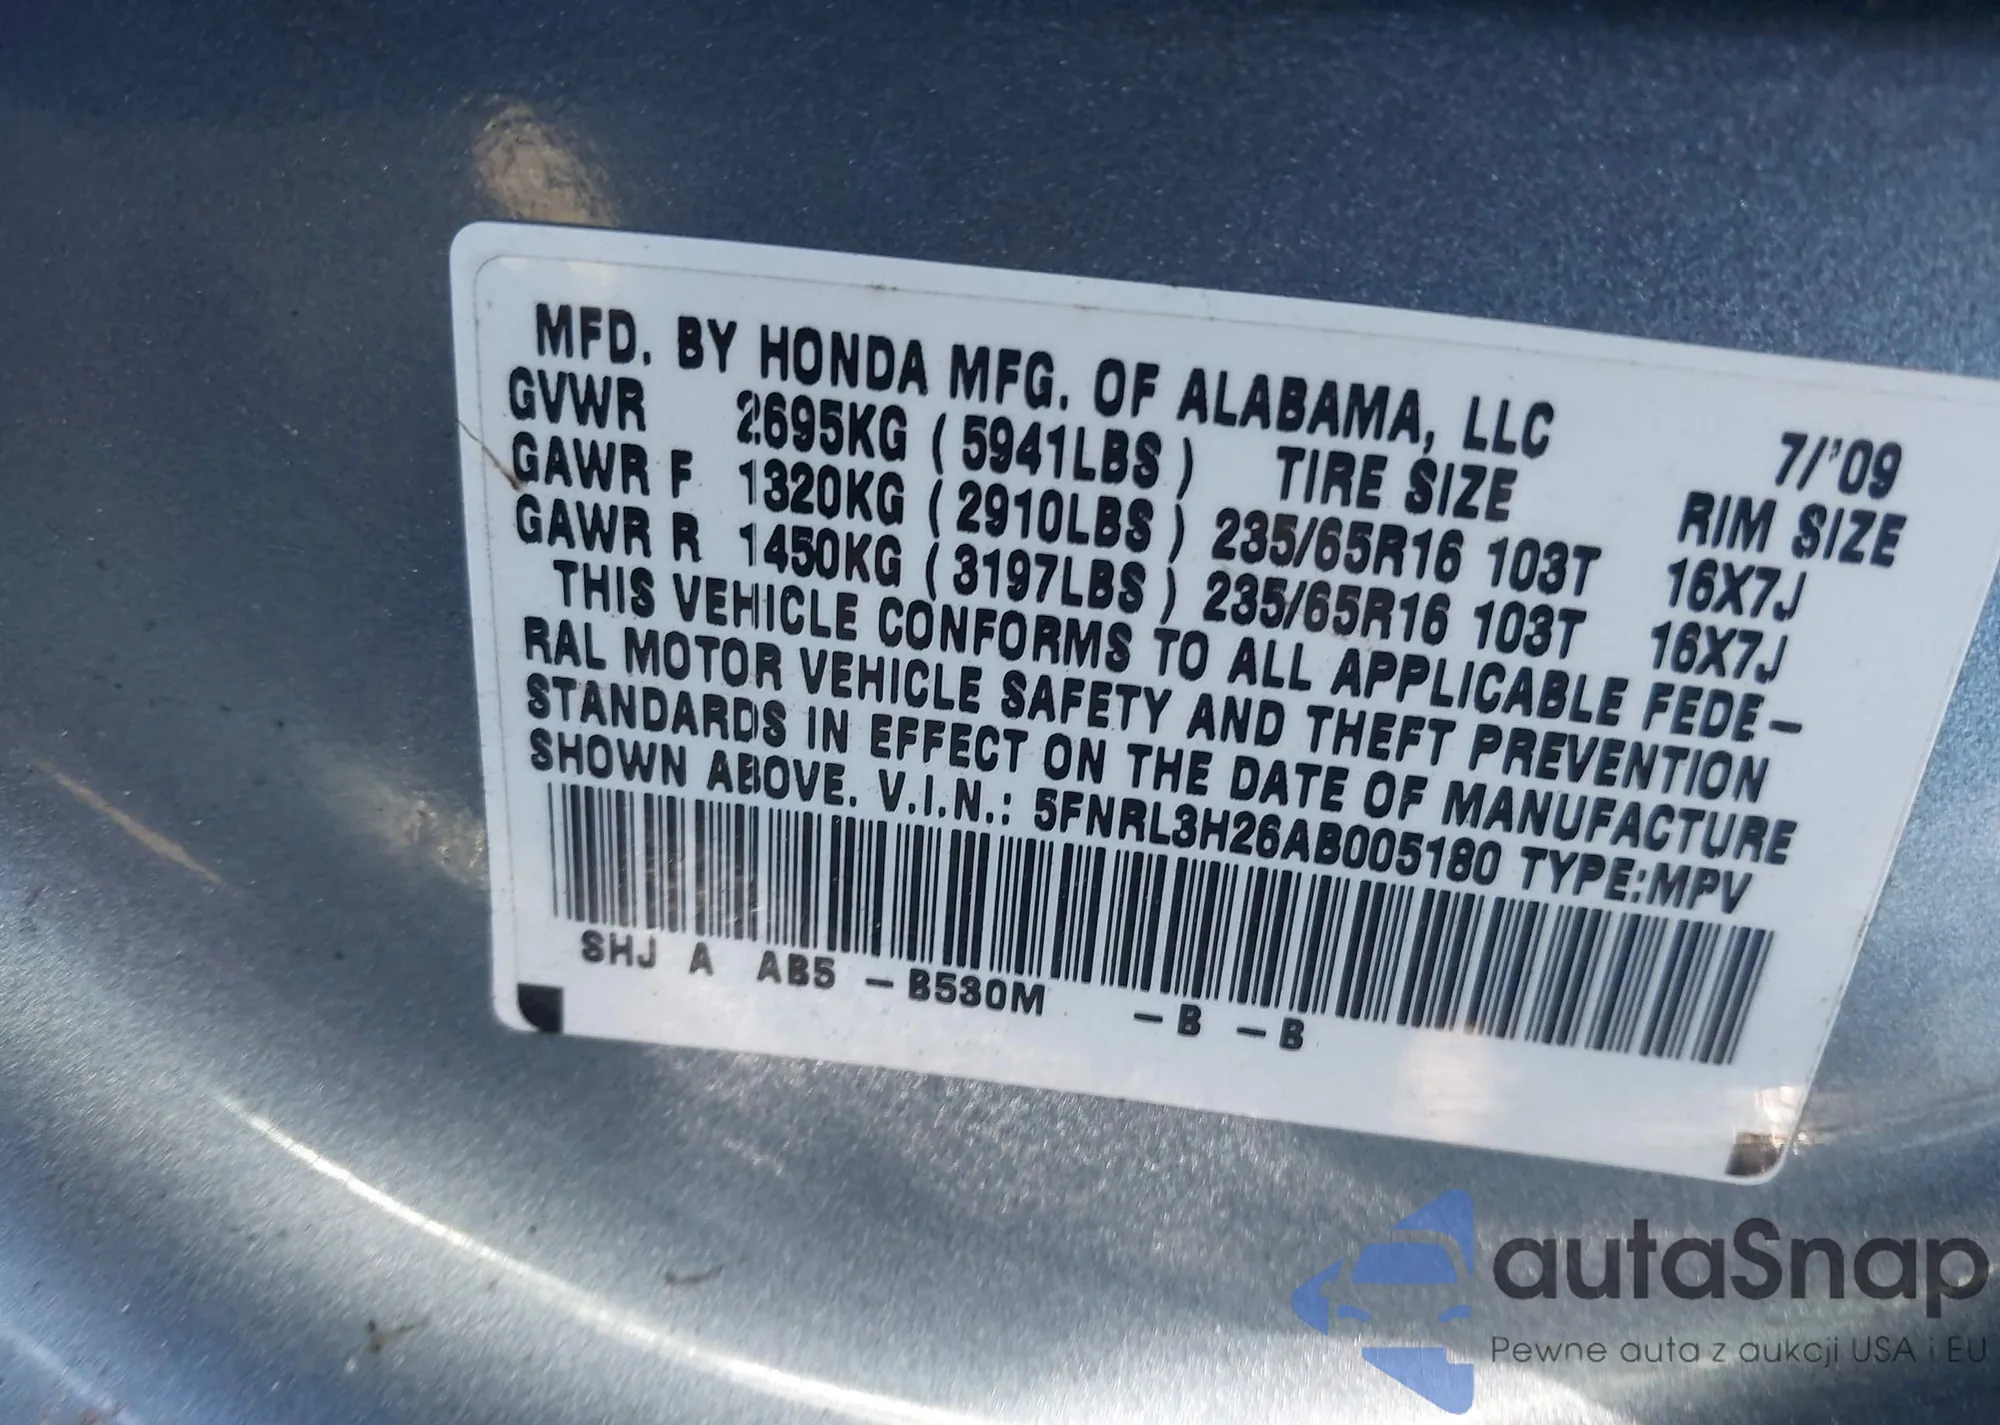 MFD. BY HONDA MFG. OF ALABAMA, LLC 7/'09
GVWR 2695KG ( 5941LBS ) TIRE SIZE RIM SIZE
GAWR F 1320KG ( 2910LBS ) 235/65R16 103T 16X7J
GAWR R 1450KG ( 3197LBS ) 235/65R16 103T 16X7J
THIS VEHICLE CONFORMS TO ALL APPLICABLE FEDE-
RAL MOTOR VEHICLE SAFETY AND THEFT PREVENTION
STANDARDS IN EFFECT ON THE DATE OF MANUFACTURE
SHOWN ABOVE. V.I.N.: 5FNRL3H26AB005180 TYPE:MPV
SHJ A AB5 - B530M - B - B
autaSnap
Pewne auta z aukcji USA i EU